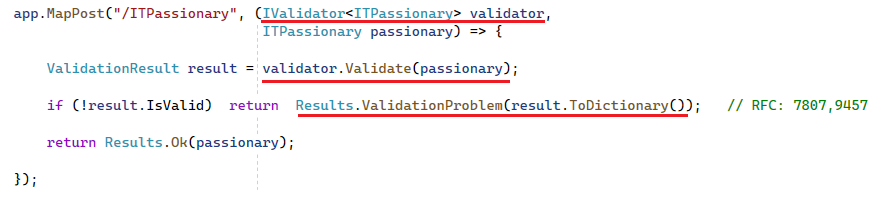 app.MapPost("/ITPassionary", (IValidator<ITPassionary> validator,
ITPassionary passionary) => {
ValidationResult result = validator.Validate(passionary);
if (!result.IsValid)  return  Results.ValidationProblem(result.ToDictionary());   // RFC: 7807,9457
return Results.Ok(passionary);
});